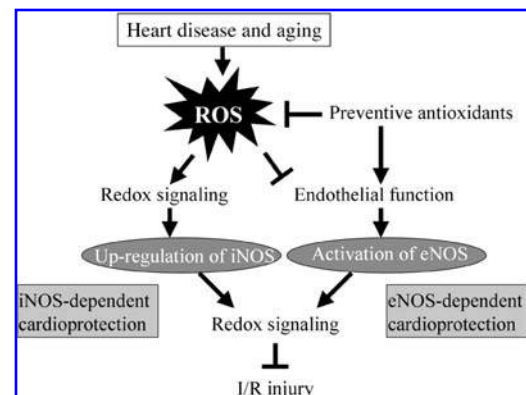 Heart disease and aging
ROS
Preventive antioxidants
Redox signaling
Endothelial function
Up-regulation of iNOS
Activation of eNOS
iNOS-dependent
cardioprotection
eNOS-dependent
cardioprotection
Redox signaling
I/R injury